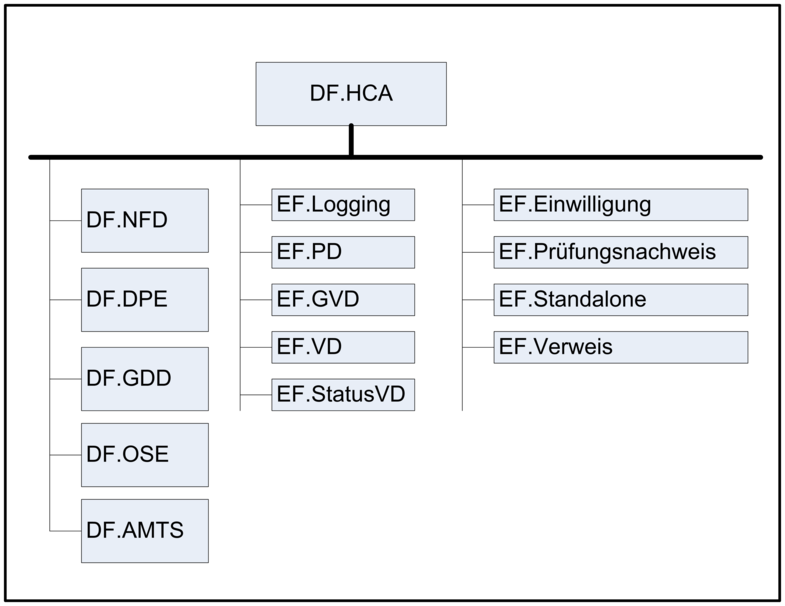 DF.HCA
DF.NFD
DF.DPE
DF.GDD
DF.OSE
DF.AMTS
EF.Logging
EF.PD
EF.GVD
EF.VD
EF.StatusVD
EF.Einwilligung
EF.Prüfungsnachweis
EF.Standalone
EF.Verweis